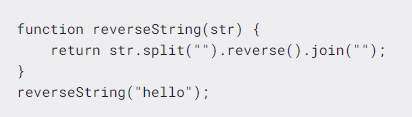 function reverseString(str) {
    return str.split("").reverse().join("");
}
reverseString("hello");